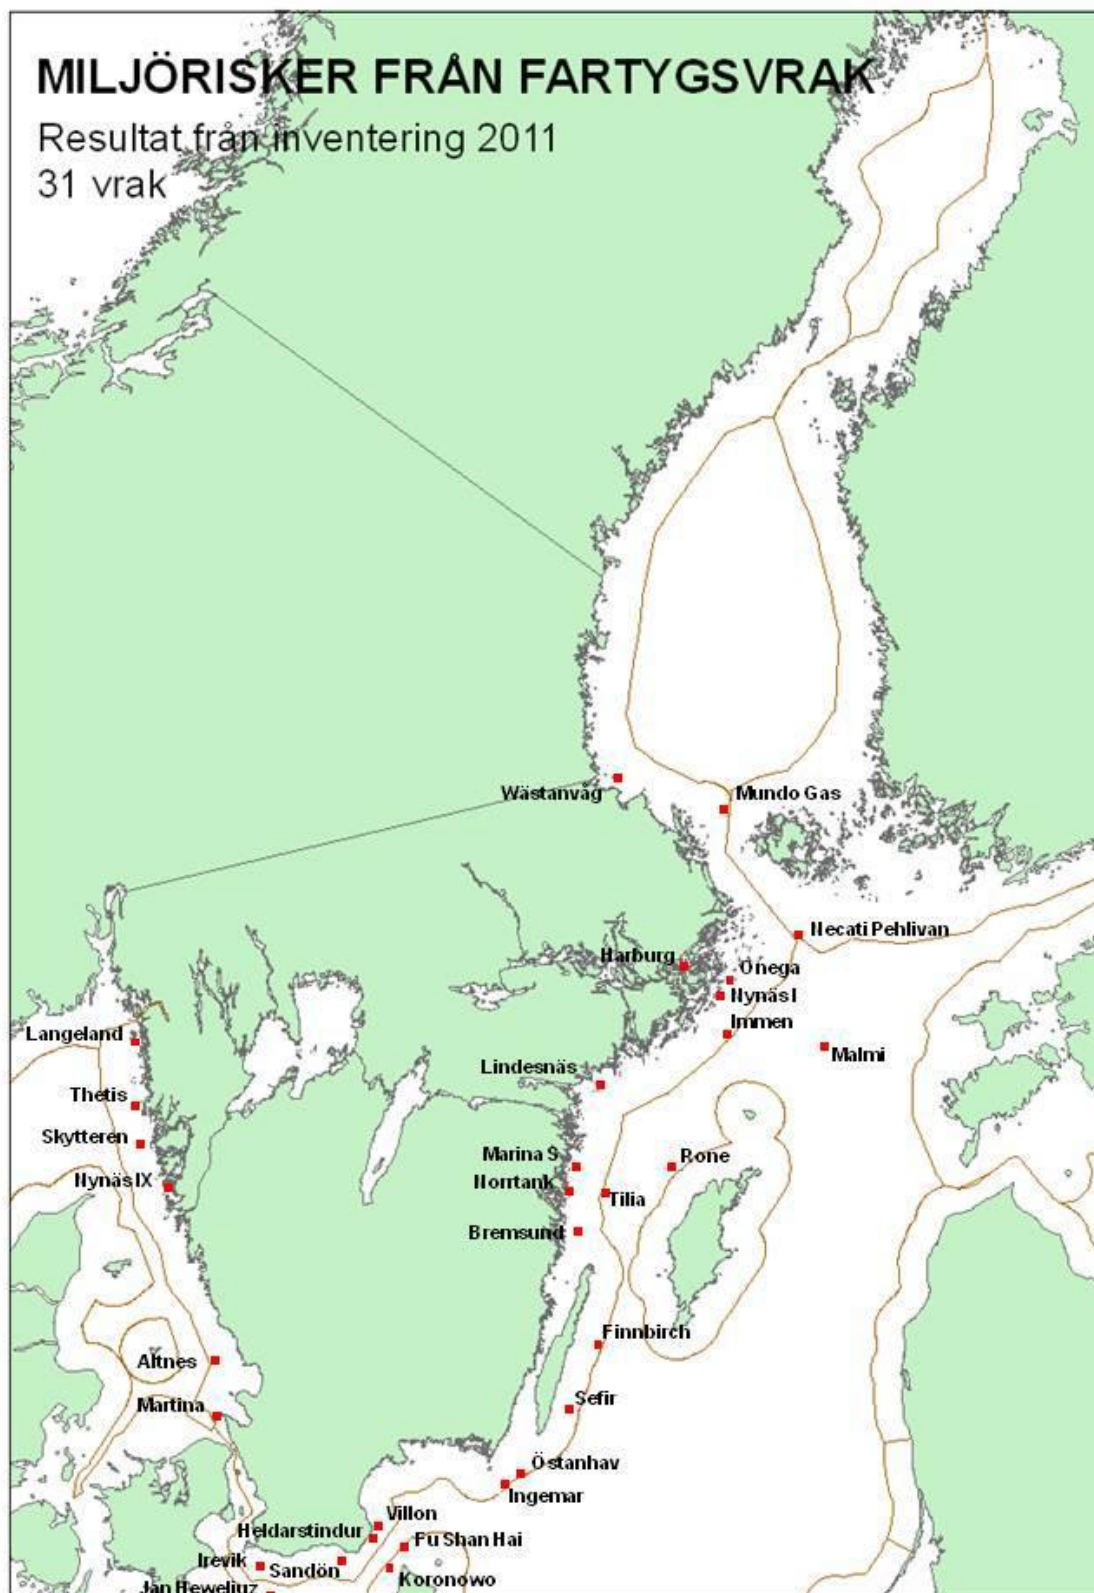 MILJÖRISKER FRÅN FARTYGSVRAK
Resultat från inventering 2011
31 vrak
Wästanvåg
Mundo Gas
Necati Pehlivan
Harburg
Onega
Nynäs I
Immen
Langeland
Malmi
Lindesnäs
Thetis
Skytteren
Marina S
Rone
Nynäs IX
Norrtank
Tilia
Bremsund
Finnbirch
Altnes
Sefir
Martina
Östanhav
Ingemar
Villon
Heldarstindur
Fu Shan Hai
Irevik
Sandön
Koronowo
Jan Heweliuz